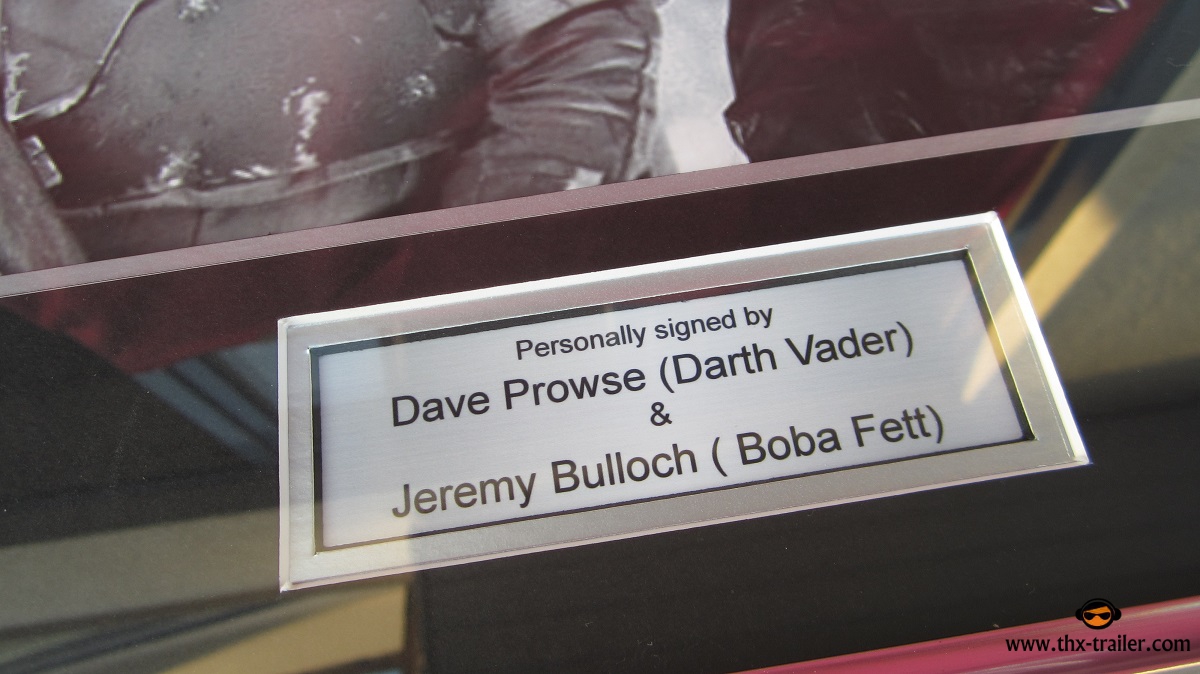 Personally signed by
Dave Prowse (Darth Vader)
&
Jeremy Bulloch ( Boba Fett)
www.thx-trailer.com